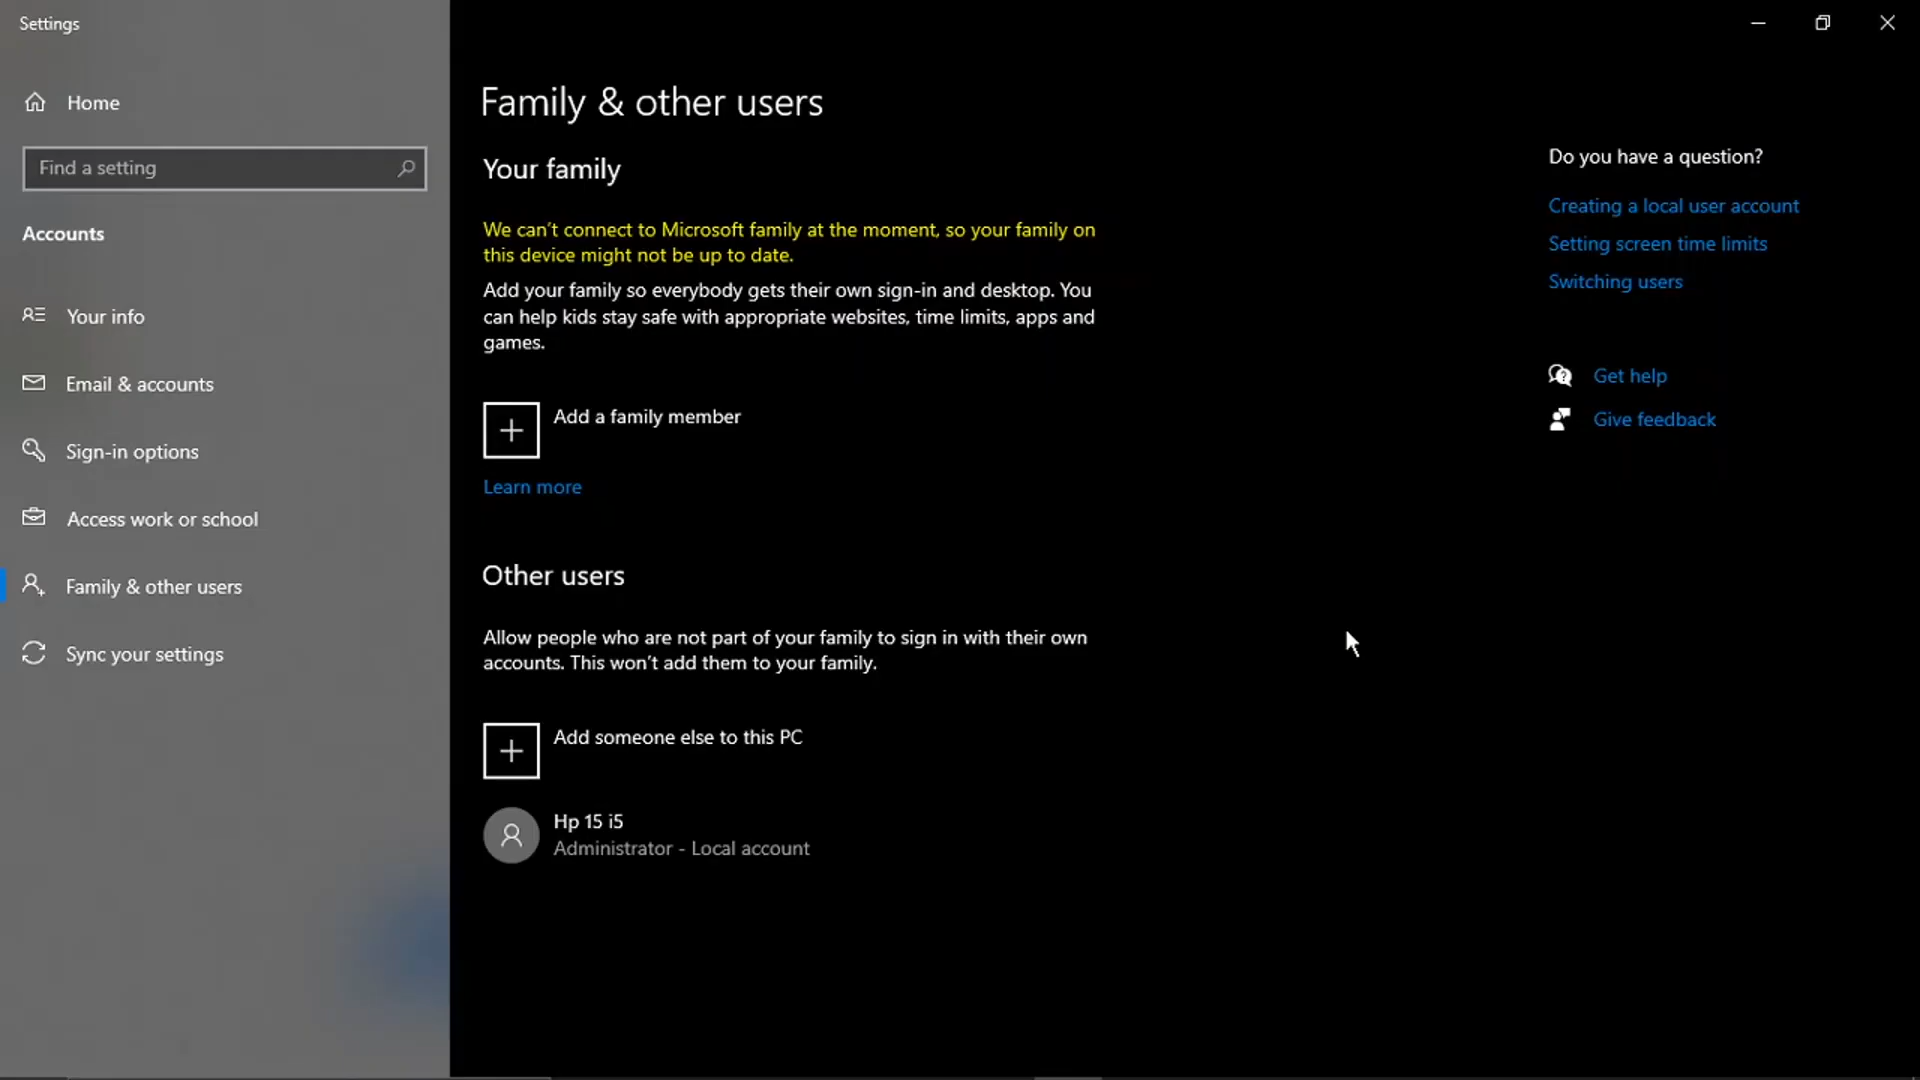 Settings
Home
Find a setting
Accounts
Your info
Email & accounts
Sign-in options
Access work or school
Family & other users
Sync your settings
Family & other users
Your family
We can't connect to Microsoft family at the moment, so your family on
this device might not be up to date.
Add your family so everybody gets their own sign-in and desktop. You
can help kids stay safe with appropriate websites, time limits, apps and
games.
Add a family member
Learn more
Other users
Allow people who are not part of your family to sign in with their own
accounts. This won't add them to your family.
Add someone else to this PC
Hp 15 i5
Administrator - Local account
Do you have a question?
Creating a local user account
Setting screen time limits
Switching users
Get help
Give feedback